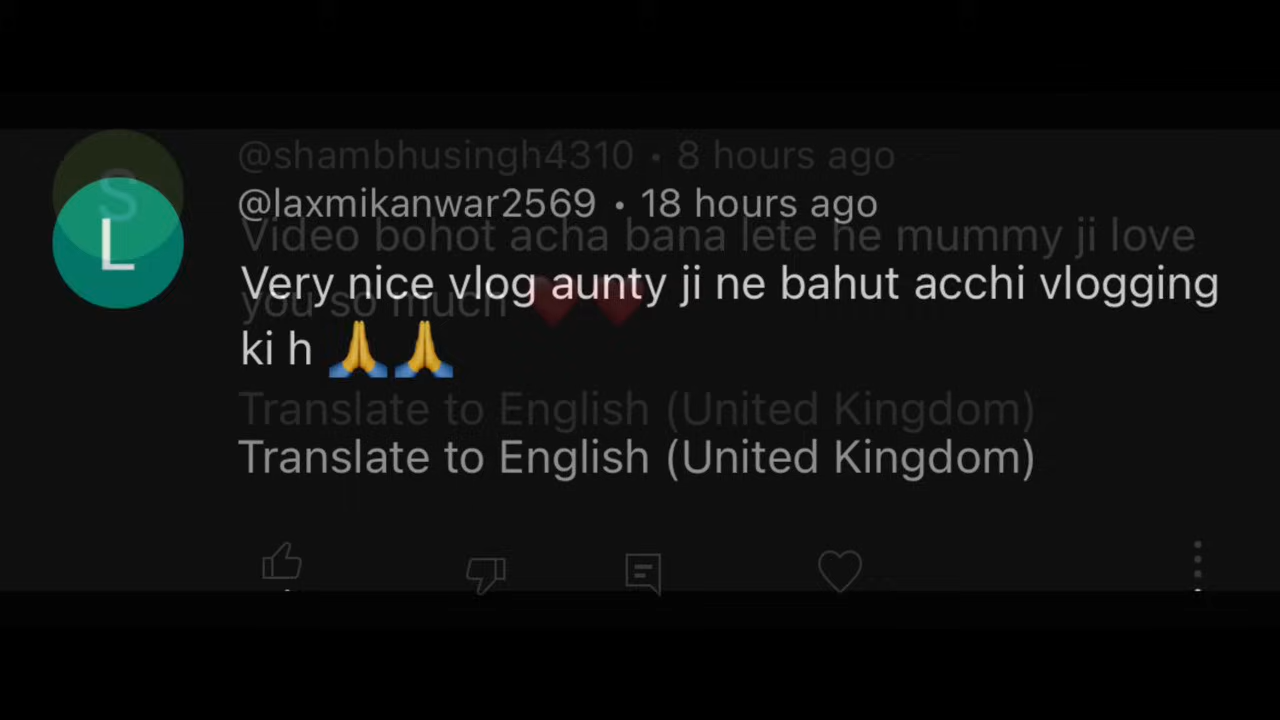 S
@shambhusingh4310 • 8 hours ago
Video bohot acha bana lete he mummy ji love
you so much ❤️❤️
Translate to English (United Kingdom)
L
@laxmikanwar2569 • 18 hours ago
Very nice vlog aunty ji ne bahut acchi vlogging
ki h 🙏🙏
Translate to English (United Kingdom)